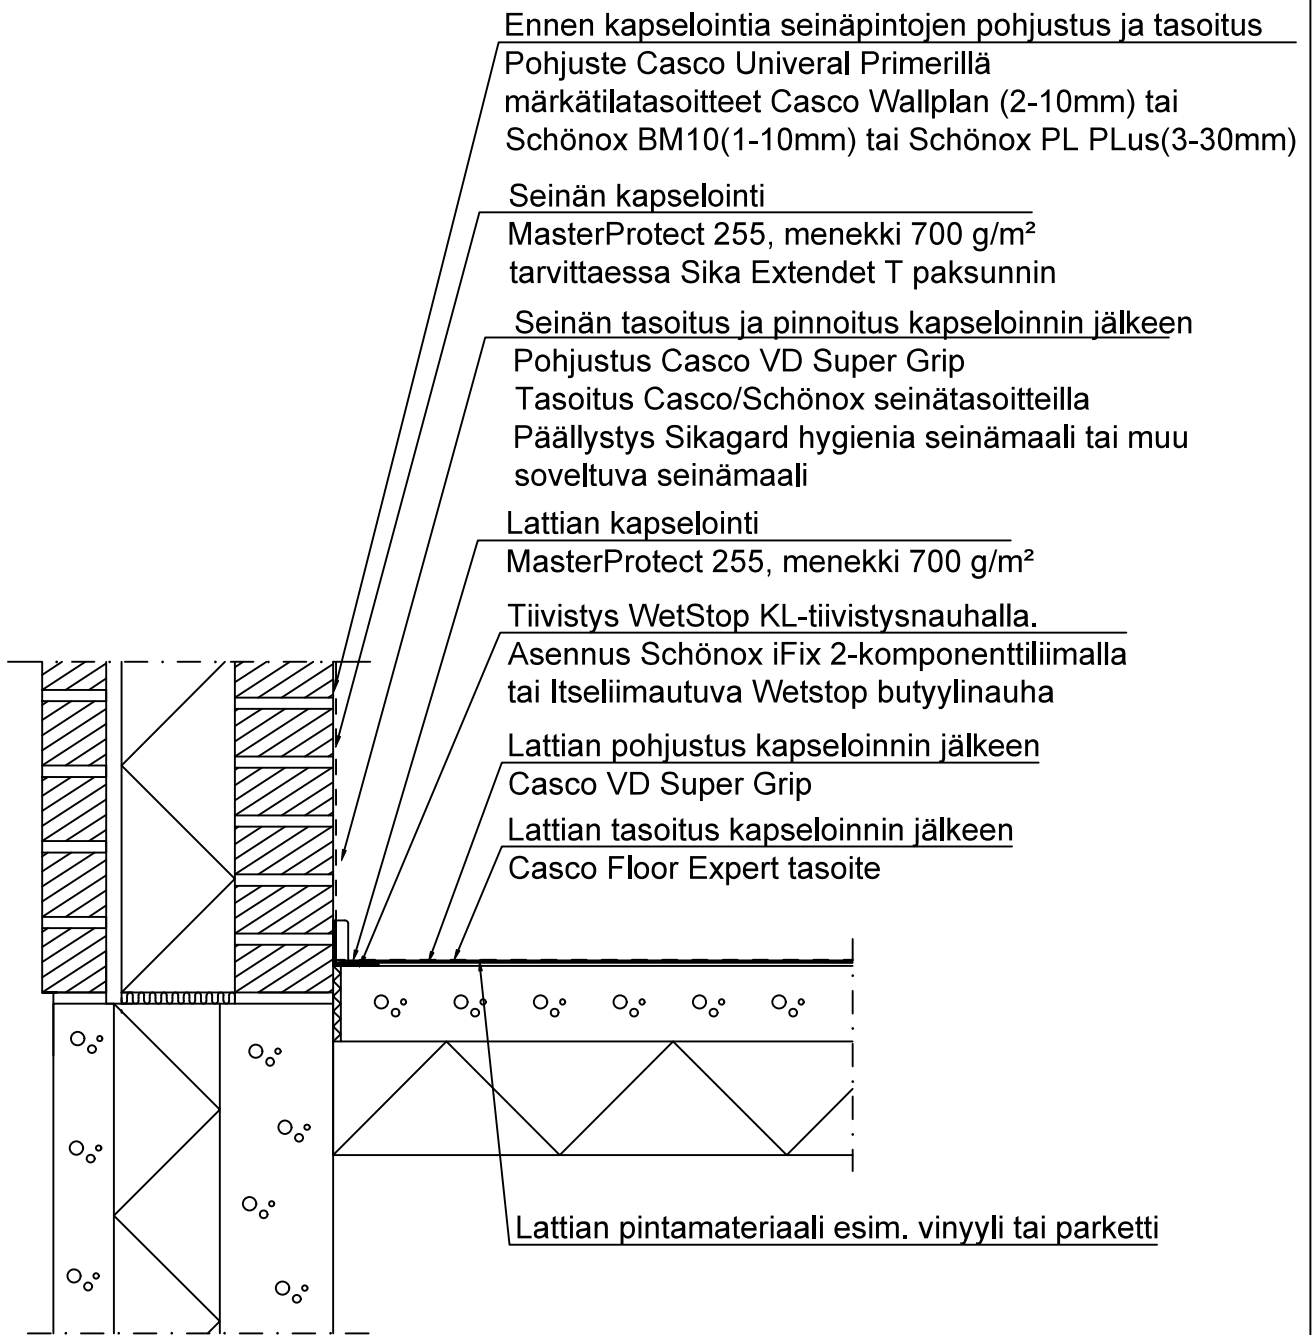 Ennen kapselointia seinäpintojen pohjustus ja tasoitus
Pohjuste Casco Univeral Primerillä
märkätilatasoitteet Casco Wallplan (2-10mm) tai
Schönox BM10(1-10mm) tai Schönox PL PLus(3-30mm)
Seinän kapselointi
MasterProtect 255, menekki 700 g/m²
tarvittaessa Sika Extendet T paksunnin
Seinän tasoitus ja pinnoitus kapseloinnin jälkeen
Pohjustus Casco VD Super Grip
Tasoitus Casco/Schönox seinätasoitteilla
Päällystys Sikagard hygienia seinämaali tai muu
soveltuva seinämaali
Lattian kapselointi
MasterProtect 255, menekki 700 g/m²
Tiivistys WetStop KL-tiivistysnauhalla.
Asennus Schönox iFix 2-komponenttiliimalla
tai Itseliimautuva Wetstop butyylinauha
Lattian pohjustus kapseloinnin jälkeen
Casco VD Super Grip
Lattian tasoitus kapseloinnin jälkeen
Casco Floor Expert tasoite
Lattian pintamateriaali esim. vinyyli tai parketti